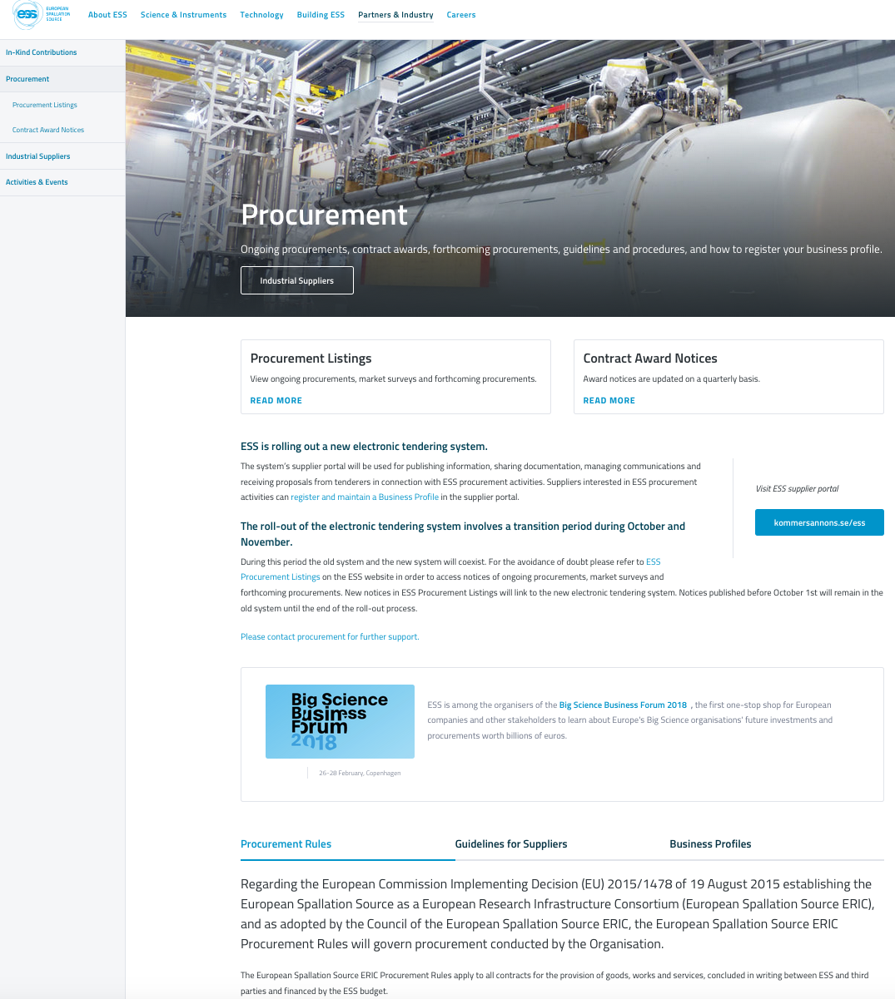 ess
EUROPEAN
SPALLATION
SOURCE
About ESS
Science & Instruments
Technology
Building ESS
Partners & Industry
Careers
In-Kind Contributions
Procurement
Procurement Listings
Contract Award Notices
Industrial Suppliers
Activities & Events
Procurement
Ongoing procurements, contract awards, forthcoming procurements, guidelines and procedures, and how to register your business profile.
Industrial Suppliers
Procurement Listings
View ongoing procurements, market surveys and forthcoming procurements.
READ MORE
Contract Award Notices
Award notices are updated on a quarterly basis.
READ MORE
ESS is rolling out a new electronic tendering system.
The system's supplier portal will be used for publishing information, sharing documentation, managing communications and
receiving proposals from tenderers in connection with ESS procurement activities. Suppliers interested in ESS procurement
activities can register and maintain a Business Profile in the supplier portal.
Visit ESS supplier portal
kommersannons.se/ess
The roll-out of the electronic tendering system involves a transition period during October and
November.
During this period the old system and the new system will coexist. For the avoidance of doubt please refer to ESS
Procurement Listings on the ESS website in order to access notices of ongoing procurements, market surveys and
forthcoming procurements. New notices in ESS Procurement Listings will link to the new electronic tendering system. Notices published before October 1st will remain in the
old system until the end of the roll-out process.
Please contact procurement for further support.
Big Science
Business
Forum
2018
26-28 February, Copenhagen
ESS is among the organisers of the Big Science Business Forum 2018 , the first one-stop shop for European
companies and other stakeholders to learn about Europe's Big Science organisations' future investments and
procurements worth billions of euros.
Procurement Rules
Guidelines for Suppliers
Business Profiles
Regarding the European Commission Implementing Decision (EU) 2015/1478 of 19 August 2015 establishing the
European Spallation Source as a European Research Infrastructure Consortium (European Spallation Source ERIC),
and as adopted by the Council of the European Spallation Source ERIC, the European Spallation Source ERIC
Procurement Rules will govern procurement conducted by the Organisation.
The European Spallation Source ERIC Procurement Rules apply to all contracts for the provision of goods, works and services, concluded in writing between ESS and third
parties and financed by the ESS budget.